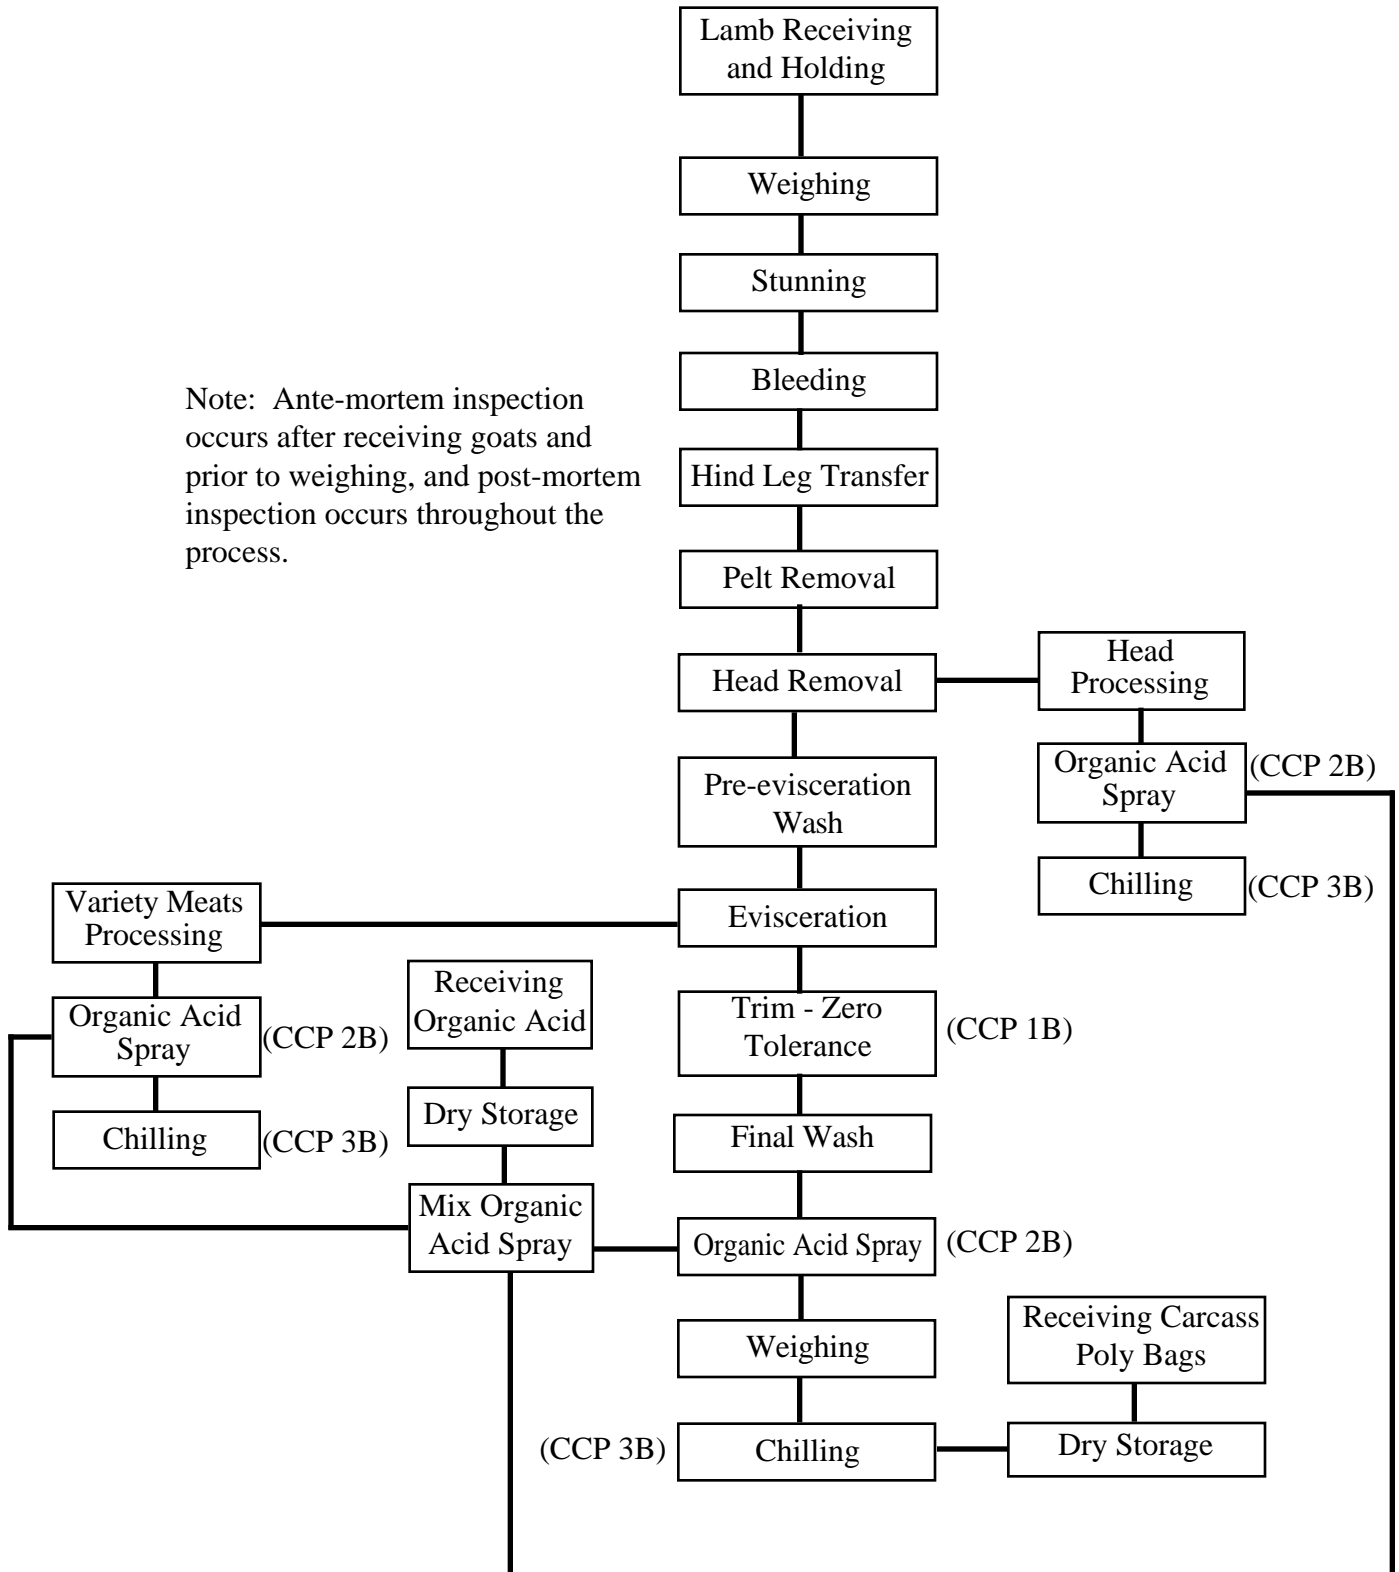 Lamb Receiving
and Holding
Weighing
Stunning
Bleeding
Note:  Ante-mortem inspection
occurs after receiving goats and
prior to weighing, and post-mortem
inspection occurs throughout the
process.
Hind Leg Transfer
Pelt Removal
Head Removal
Head
Processing
Organic Acid
Spray
(CCP 2B)
Chilling
(CCP 3B)
Pre-evisceration
Wash
Evisceration
Variety Meats
Processing
Organic Acid
Spray
(CCP 2B)
Chilling
(CCP 3B)
Receiving
Organic Acid
Dry Storage
Mix Organic
Acid Spray
Trim - Zero
Tolerance
(CCP 1B)
Final Wash
Organic Acid Spray
(CCP 2B)
Weighing
Receiving Carcass
Poly Bags
(CCP 3B)
Chilling
Dry Storage